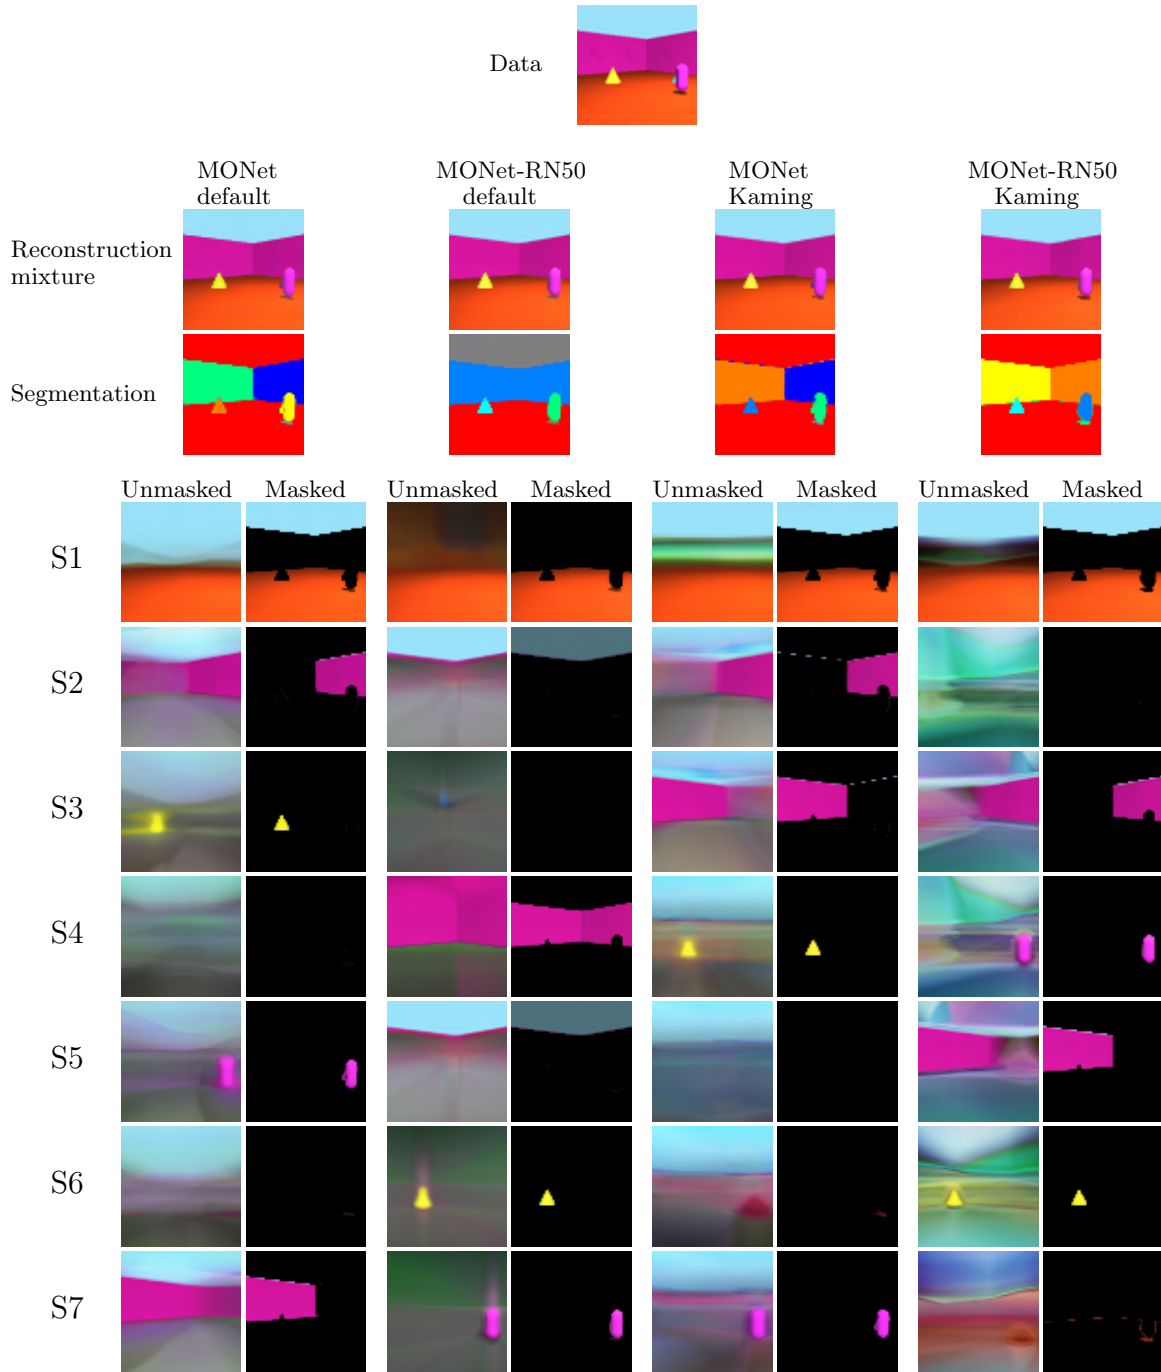 Data
MONet
default
MONet-RN50
default
MONet
Kaming
MONet-RN50
Kaming
Reconstruction
mixture
Segmentation
Unmasked Masked Unmasked Masked Unmasked Masked Unmasked Masked
S1
S2
S3
S4
S5
S6
S7